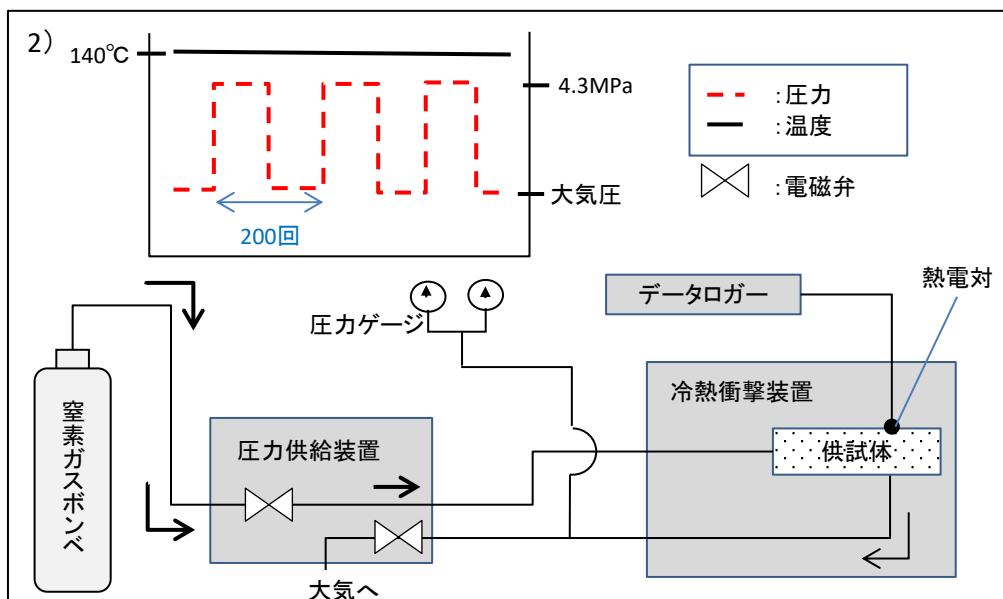 2)
140℃
4.3MPa
大気圧
200回
:圧力
:温度
:電磁弁
熱電対
データロガー
圧力ゲージ
冷熱衝撃装置
供試体
窒素ガスボンベ
圧力供給装置
大気へ